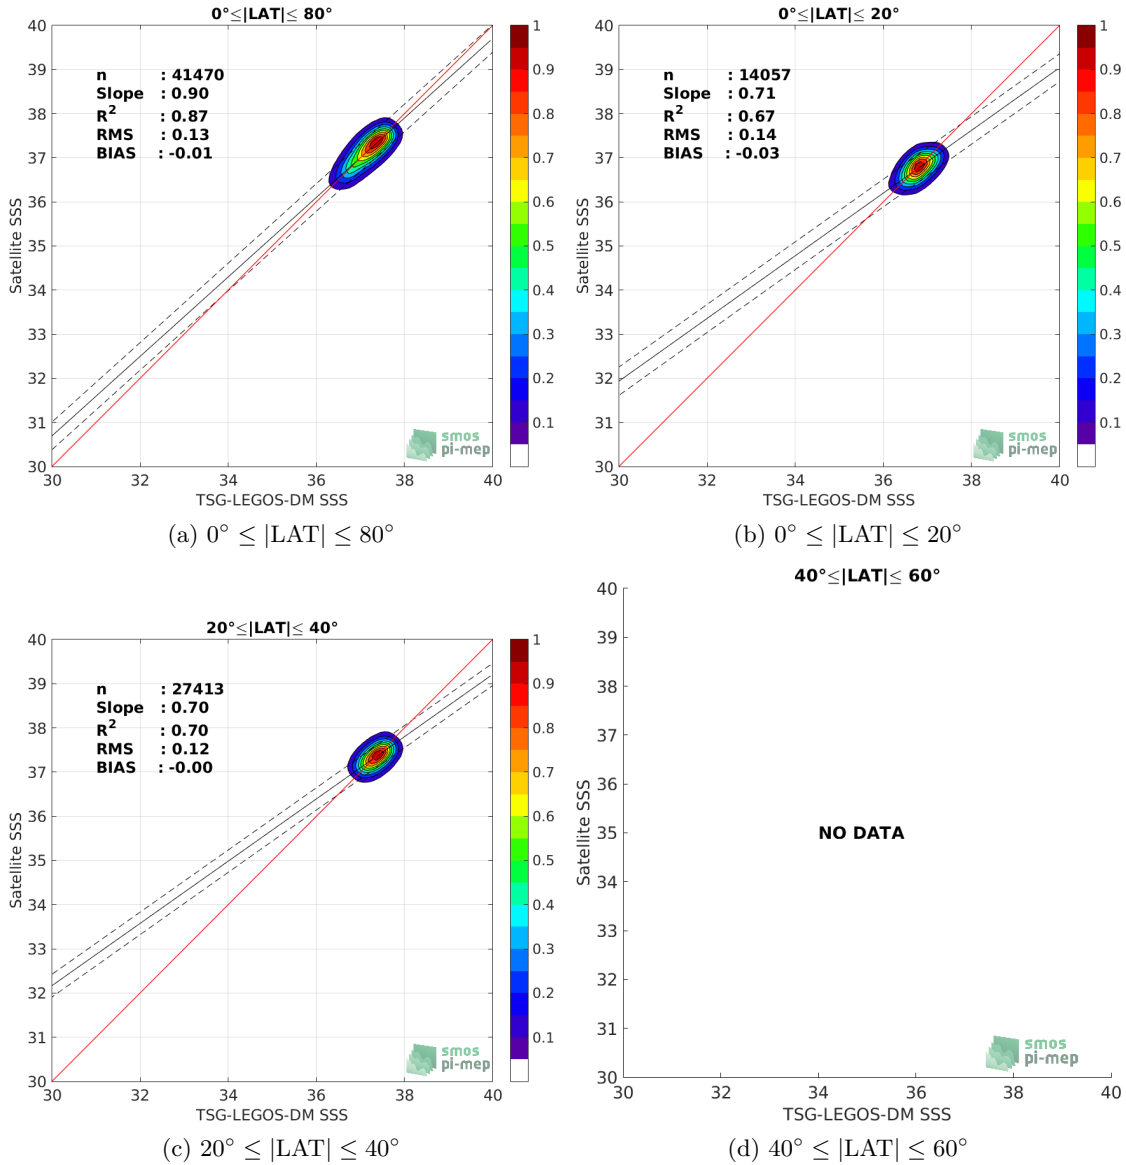 0°≤|LAT|≤ 80°
n : 41470
Slope : 0.90
R² : 0.87
RMS : 0.13
BIAS : -0.01
40
39
38
37
36
35
34
33
32
31
30
Satellite SSS
30 32 34 36 38 40
TSG-LEGOS-DM SSS
1
0.9
0.8
0.7
0.6
0.5
0.4
0.3
0.2
0.1
smos
pi-mep
(a) 0° ≤ |LAT| ≤ 80°
0°≤|LAT|≤ 20°
n : 14057
Slope : 0.71
R² : 0.67
RMS : 0.14
BIAS : -0.03
40
39
38
37
36
35
34
33
32
31
30
Satellite SSS
30 32 34 36 38 40
TSG-LEGOS-DM SSS
1
0.9
0.8
0.7
0.6
0.5
0.4
0.3
0.2
0.1
smos
pi-mep
(b) 0° ≤ |LAT| ≤ 20°
20°≤|LAT|≤ 40°
n : 27413
Slope : 0.70
R² : 0.70
RMS : 0.12
BIAS : -0.00
40
39
38
37
36
35
34
33
32
31
30
Satellite SSS
30 32 34 36 38 40
TSG-LEGOS-DM SSS
1
0.9
0.8
0.7
0.6
0.5
0.4
0.3
0.2
0.1
smos
pi-mep
(c) 20° ≤ |LAT| ≤ 40°
40°≤|LAT|≤ 60°
40
39
38
37
36
35
34
33
32
31
30
Satellite SSS
NO DATA
30 32 34 36 38 40
TSG-LEGOS-DM SSS
smos
pi-mep
(d) 40° ≤ |LAT| ≤ 60°